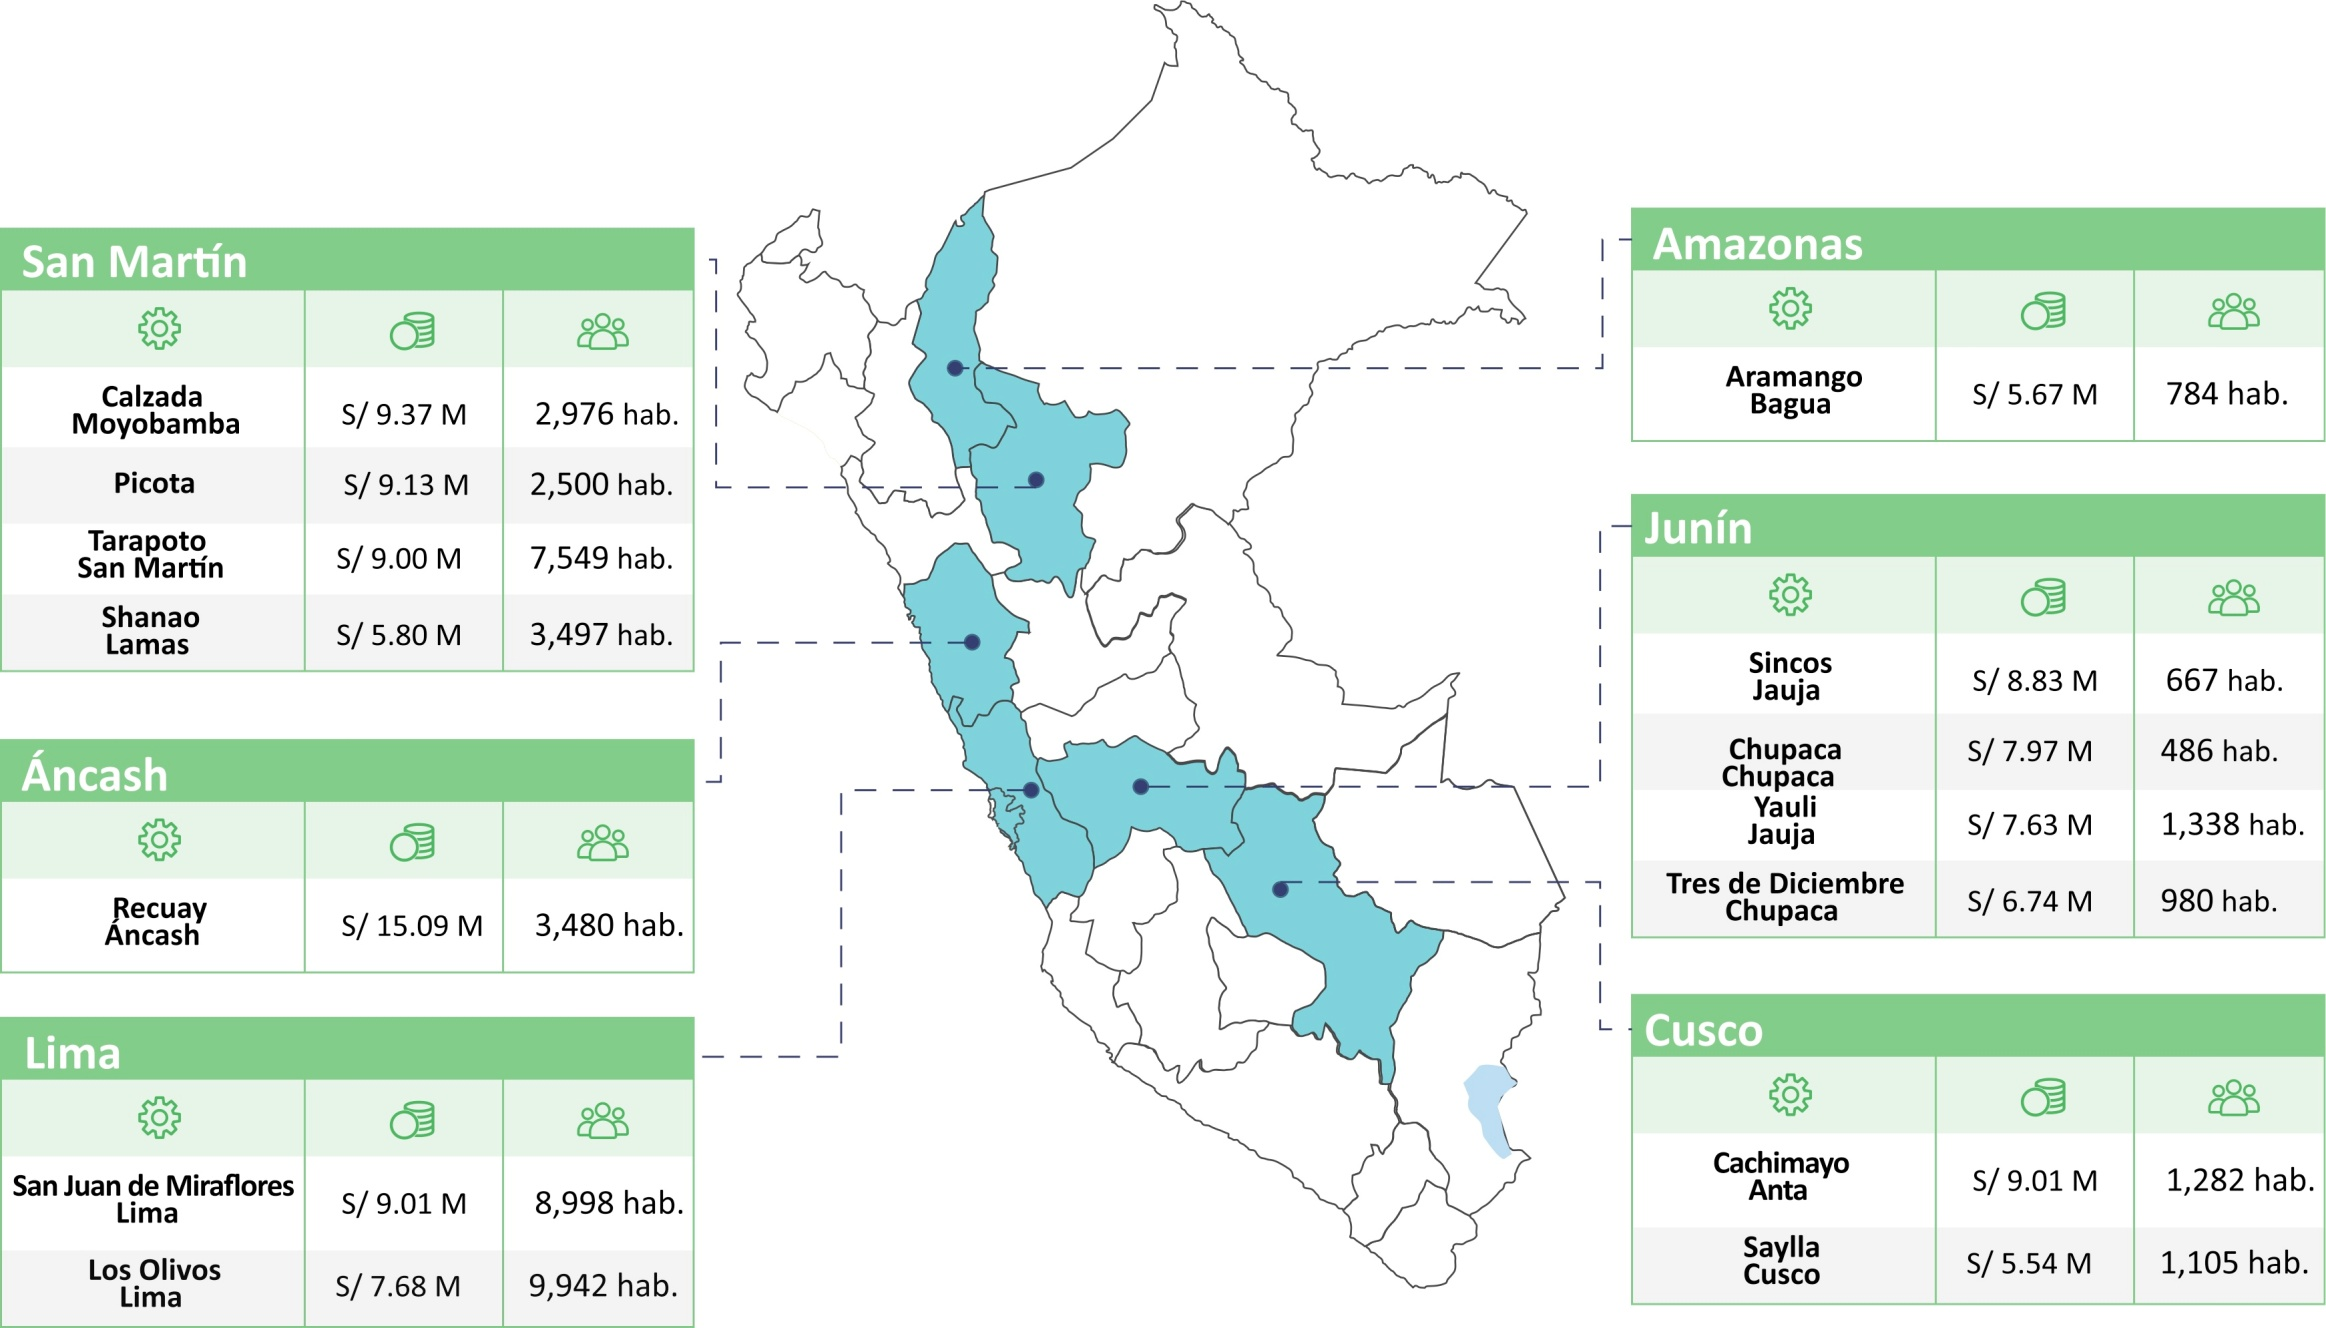 San Martín
Calzada
Moyobamba
S/ 9.37 M
2,976 hab.
Picota
S/ 9.13 M
2,500 hab.
Tarapoto
San Martín
S/ 9.00 M
7,549 hab.
Shanao
Lamas
S/ 5.80 M
3,497 hab.
Áncash
Recuay
Áncash
S/ 15.09 M
3,480 hab.
Lima
San Juan de Miraflores
Lima
S/ 9.01 M
8,998 hab.
Los Olivos
Lima
S/ 7.68 M
9,942 hab.
Amazonas
Aramango
Bagua
S/ 5.67 M
784 hab.
Junín
Sincos
Jauja
S/ 8.83 M
667 hab.
Chupaca
Chupaca
S/ 7.97 M
486 hab.
Yauli
Jauja
S/ 7.63 M
1,338 hab.
Tres de Diciembre
Chupaca
S/ 6.74 M
980 hab.
Cusco
Cachimayo
Anta
S/ 9.01 M
1,282 hab.
Saylla
Cusco
S/ 5.54 M
1,105 hab.